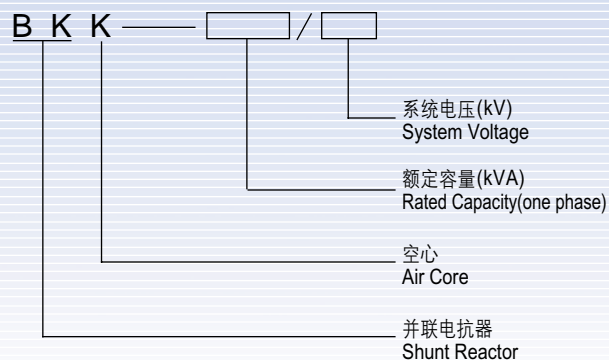 BKK — /
系统电压(kV)
System Voltage
额定容量(kVA)
Rated Capacity(one phase)
空心
Air Core
并联电抗器
Shunt Reactor